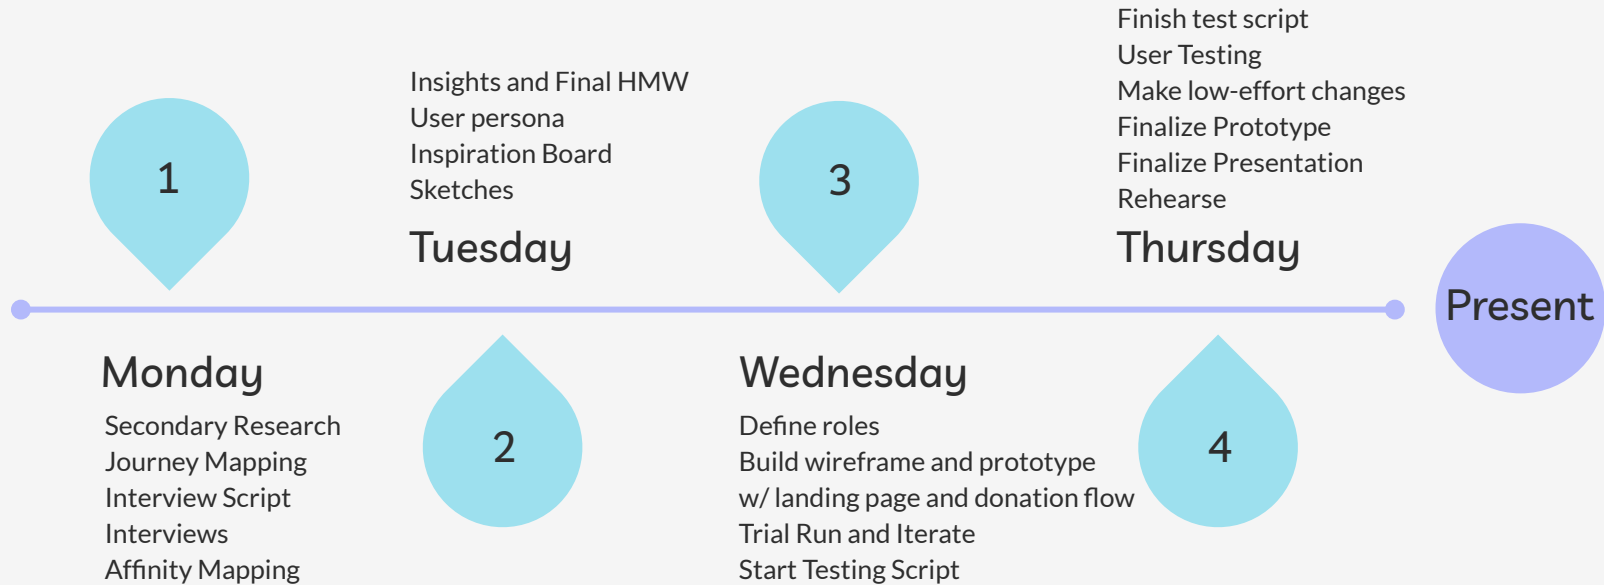 1
Monday
Secondary Research
Journey Mapping
Interview Script
Interviews
Affinity Mapping
Insights and Final HMW
User persona
Inspiration Board
Sketches
Tuesday
2
3
Wednesday
Define roles
Build wireframe and prototype
w/ landing page and donation flow
Trial Run and Iterate
Start Testing Script
Finish test script
User Testing
Make low-effort changes
Finalize Prototype
Finalize Presentation
Rehearse
Thursday
4
Present